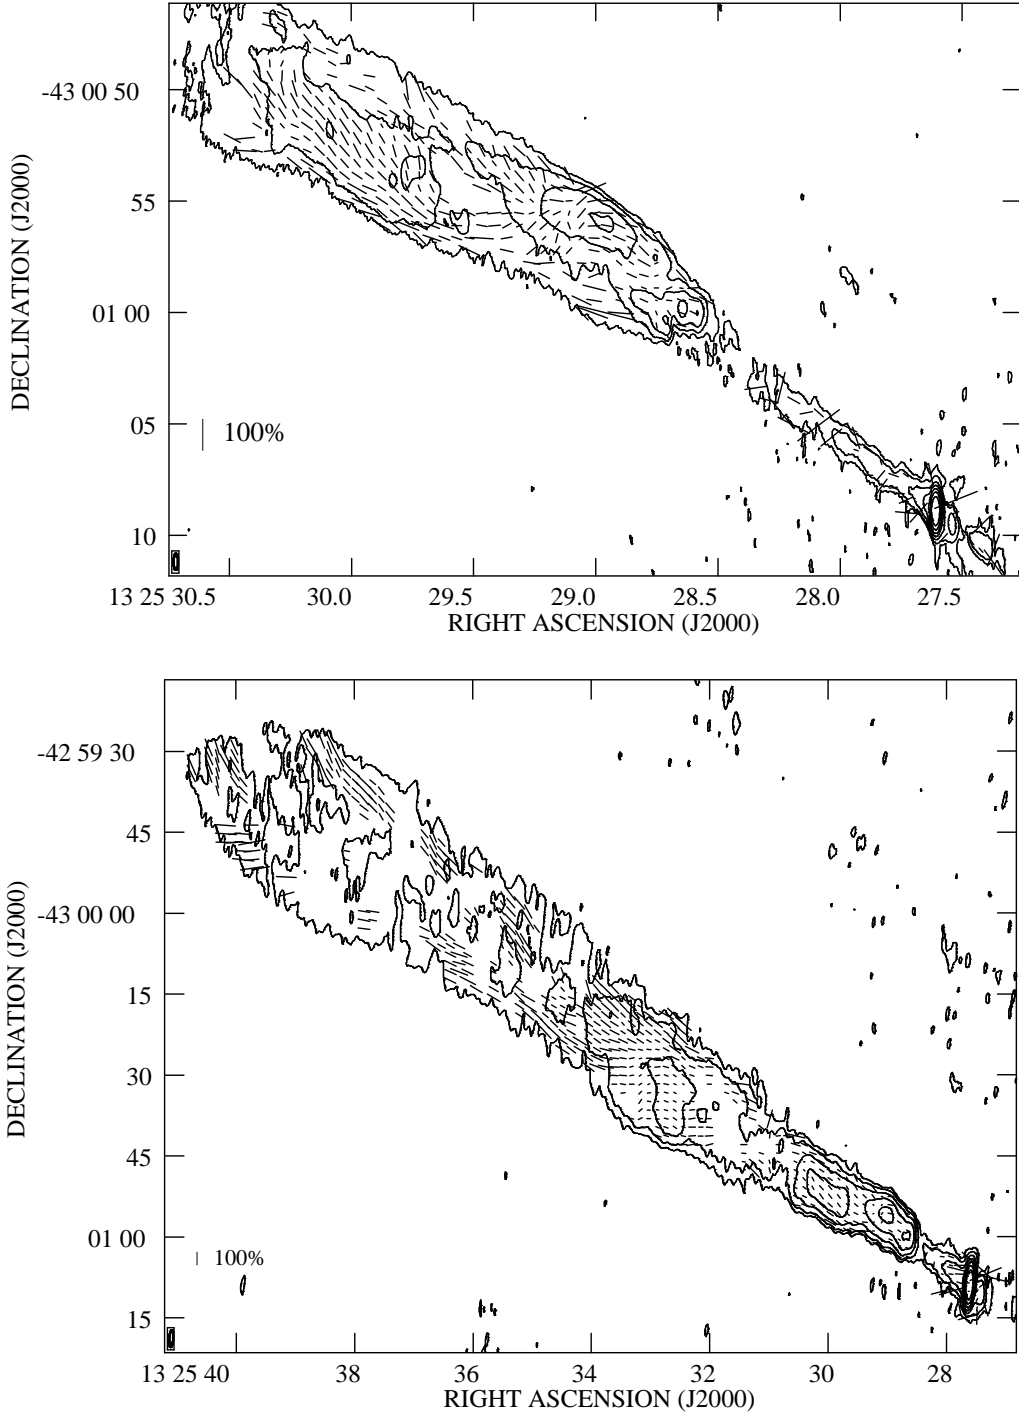 -43 00 50
55
01 00
05
10
DECLINATION (J2000)
100%
13 25 30.5 30.0 29.5 29.0 28.5 28.0 27.5
RIGHT ASCENSION (J2000)
-42 59 30
45
-43 00 00
15
30
45
01 00
15
DECLINATION (J2000)
100%
13 25 40 38 36 34 32 30 28
RIGHT ASCENSION (J2000)